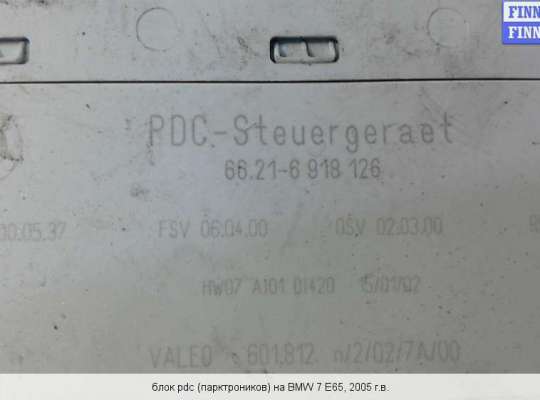 FINN
FINN
PDC-Steuergeraet
66.21-6 918 126
00.05.37 FSV 06.04.00 OSV 02.03.00
HW07 A101 01420 15/01/02
VALEO 601.812 n/2/02/7A/00
блок pdc (парктроников) на BMW 7 E65, 2005 г.в.